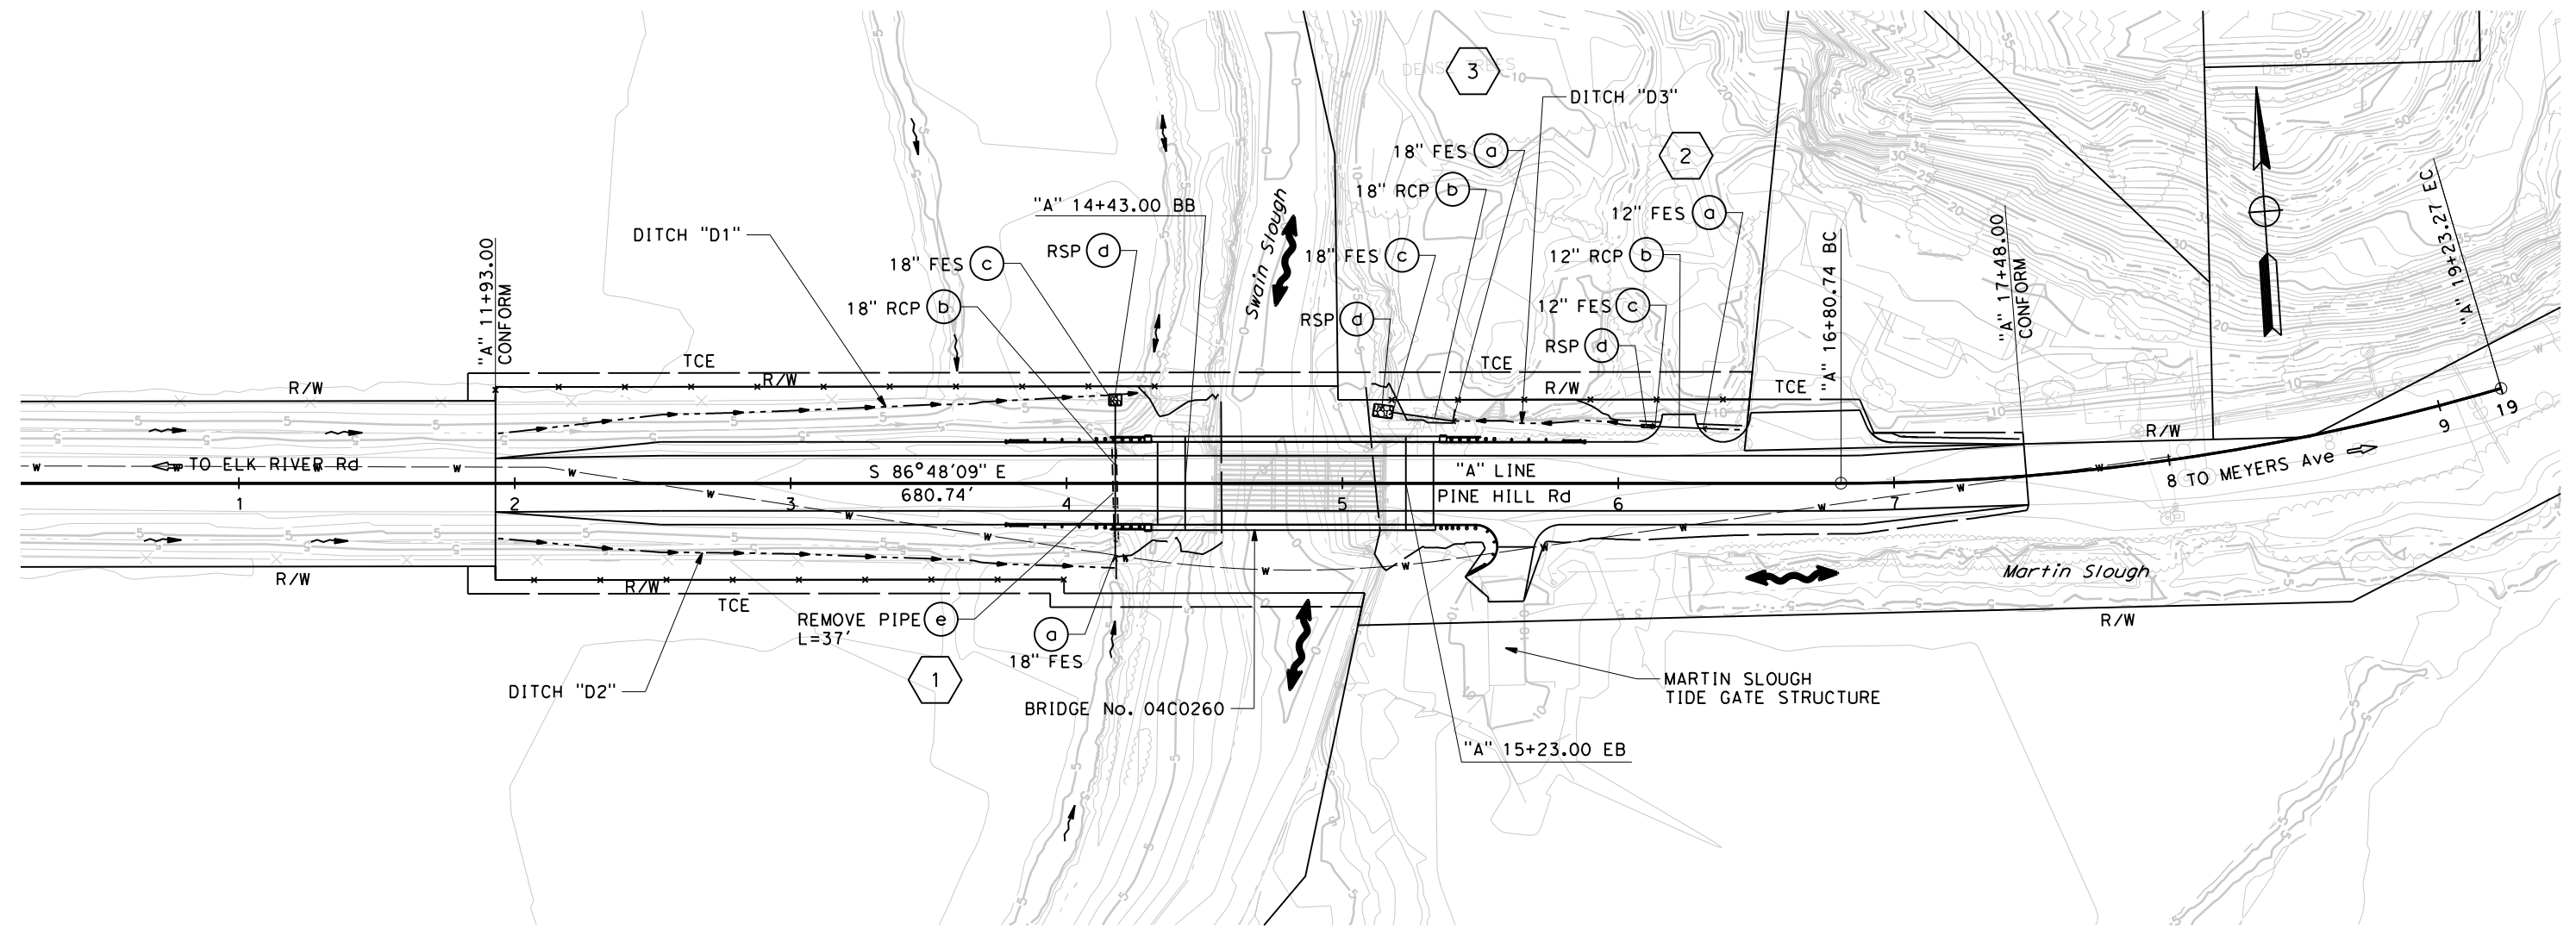 DENSE TREES
3
DITCH "D3"
18" FES a
2
18" RCP b
"A" 14+43.00 BB
12" FES a
DITCH "D1"
RSP d
Swain Slough
18" FES c
12" RCP b
18" FES c
"A" 11+93.00
CONFORM
18" RCP b
12" FES c
RSP d
RSP d
"A" 16+80.74 BC
"A" 17+48.00
CONFORM
"A" 19+23.27 EC
TCE
R/W
R/W
TCE
R/W
TCE
R/W
TO ELK RIVER Rd
S 86°48'09" E
680.74'
"A" LINE
PINE HILL Rd
TO MEYERS Ave
1
2
3
4
5
6
7
8
9
19
R/W
R/W
TCE
REMOVE PIPE e
L=37'
a
18" FES
1
DITCH "D2"
BRIDGE No. 04C0260
Martin Slough
R/W
MARTIN SLOUGH
TIDE GATE STRUCTURE
"A" 15+23.00 EB